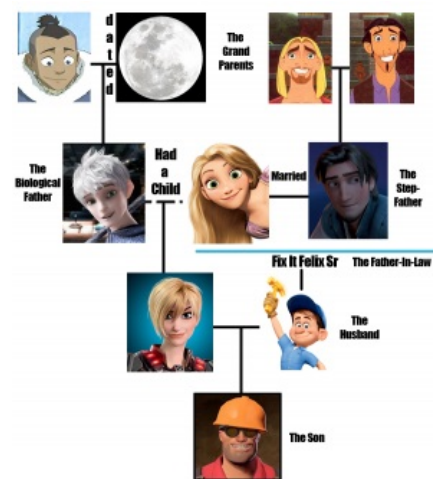 dated
The
Grand
Parents
The
Biological
Father
Had
a
Child
Married
The
Step-
Father
Fix It Felix Sr
The Father-In-Law
The
Husband
The Son